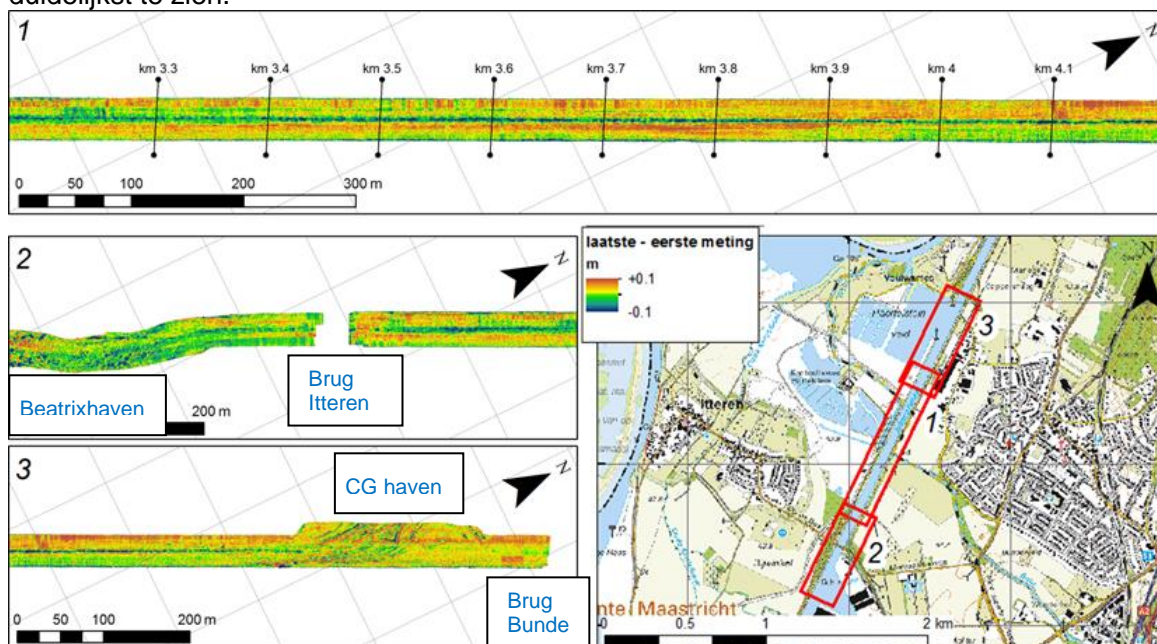 duidelijkst te zien.
1
N
km 3.3 km 3.4 km 3.5 km 3.6 km 3.7 km 3.8 km 3.9 km 4 km 4.1
0 50 100 200 300 m
2
N
Brug
Itteren
Beatrixhaven
200 m
3
N
CG haven
Brug
Bunde
0 50 100 200 m
laatste - eerste meting
m
+0.1
-0.1
N
Voulwames
3
Itteren
1
2
Maastricht
0 0.5 1 2 km
A2